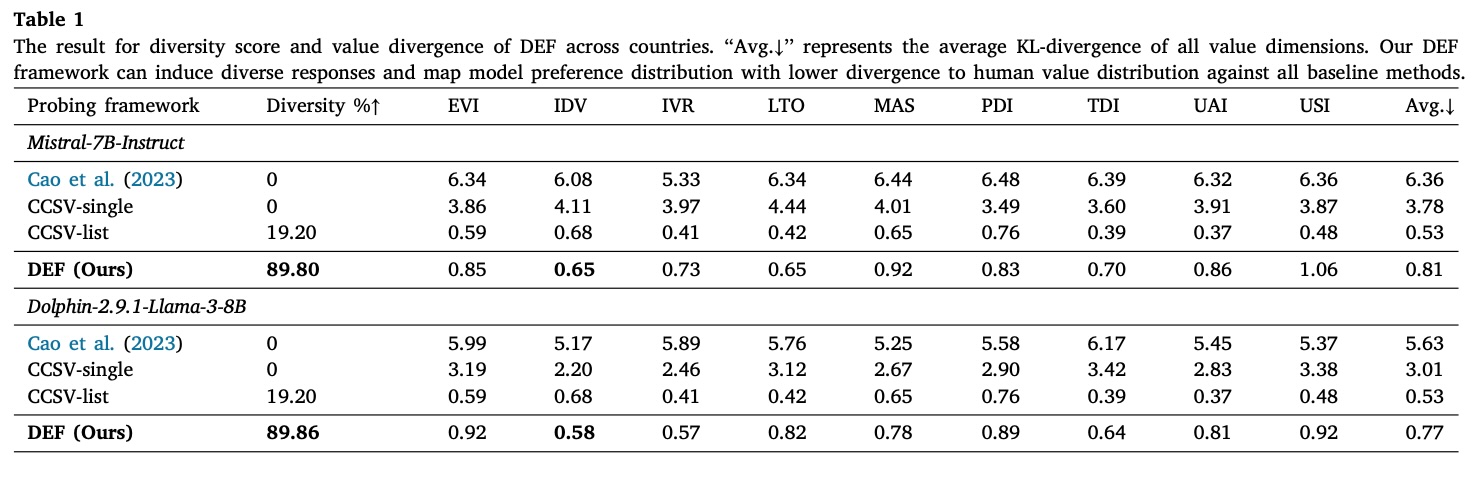 Table 1
The result for diversity score and value divergence of DEF across countries. “Avg.↓” represents the average KL-divergence of all value dimensions. Our DEF
framework can induce diverse responses and map model preference distribution with lower divergence to human value distribution against all baseline methods.
Probing framework Diversity %↑ EVI IDV IVR LTO MAS PDI TDI UAI USI Avg.↓
Mistral-7B-Instruct
Cao et al. (2023) 0 6.34 6.08 5.33 6.34 6.44 6.48 6.39 6.32 6.36 6.36
CCSV-single 0 3.86 4.11 3.97 4.44 4.01 3.49 3.60 3.91 3.87 3.78
CCSV-list 19.20 0.59 0.68 0.41 0.42 0.65 0.76 0.39 0.37 0.48 0.53
DEF (Ours) 89.80 0.85 0.65 0.73 0.65 0.92 0.83 0.70 0.86 1.06 0.81
Dolphin-2.9.1-Llama-3-8B
Cao et al. (2023) 0 5.99 5.17 5.89 5.76 5.25 5.58 6.17 5.45 5.37 5.63
CCSV-single 0 3.19 2.20 2.46 3.12 2.67 2.90 3.42 2.83 3.38 3.01
CCSV-list 19.20 0.59 0.68 0.41 0.42 0.65 0.76 0.39 0.37 0.48 0.53
DEF (Ours) 89.86 0.92 0.58 0.57 0.82 0.78 0.89 0.64 0.81 0.92 0.77